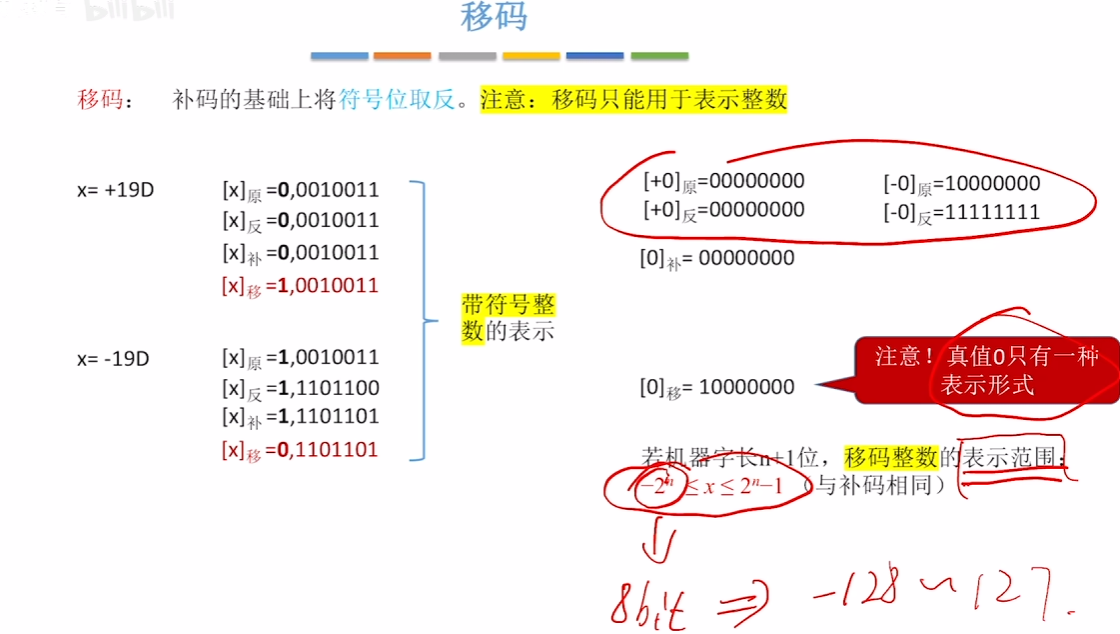 bilibili
移码
移码： 补码的基础上将符号位取反。注意：移码只能用于表示整数
x= +19D
[x]原=0,0010011
[x]反=0,0010011
[x]补=0,0010011
[x]移=1,0010011
x= -19D
[x]原=1,0010011
[x]反=1,1101100
[x]补=1,1101101
[x]移=0,1101101
带符号整
数的表示
[+0]原=00000000 [-0]原=10000000
[+0]反=00000000 [-0]反=11111111
[0]补= 00000000
[0]移= 10000000
注意！真值0只有一种
表示形式
若机器字长n+1位，移码整数的表示范围：
−2ⁿ ≤ x ≤ 2ⁿ−1 （与补码相同）
8bit ⇒ -128 ~ 127.